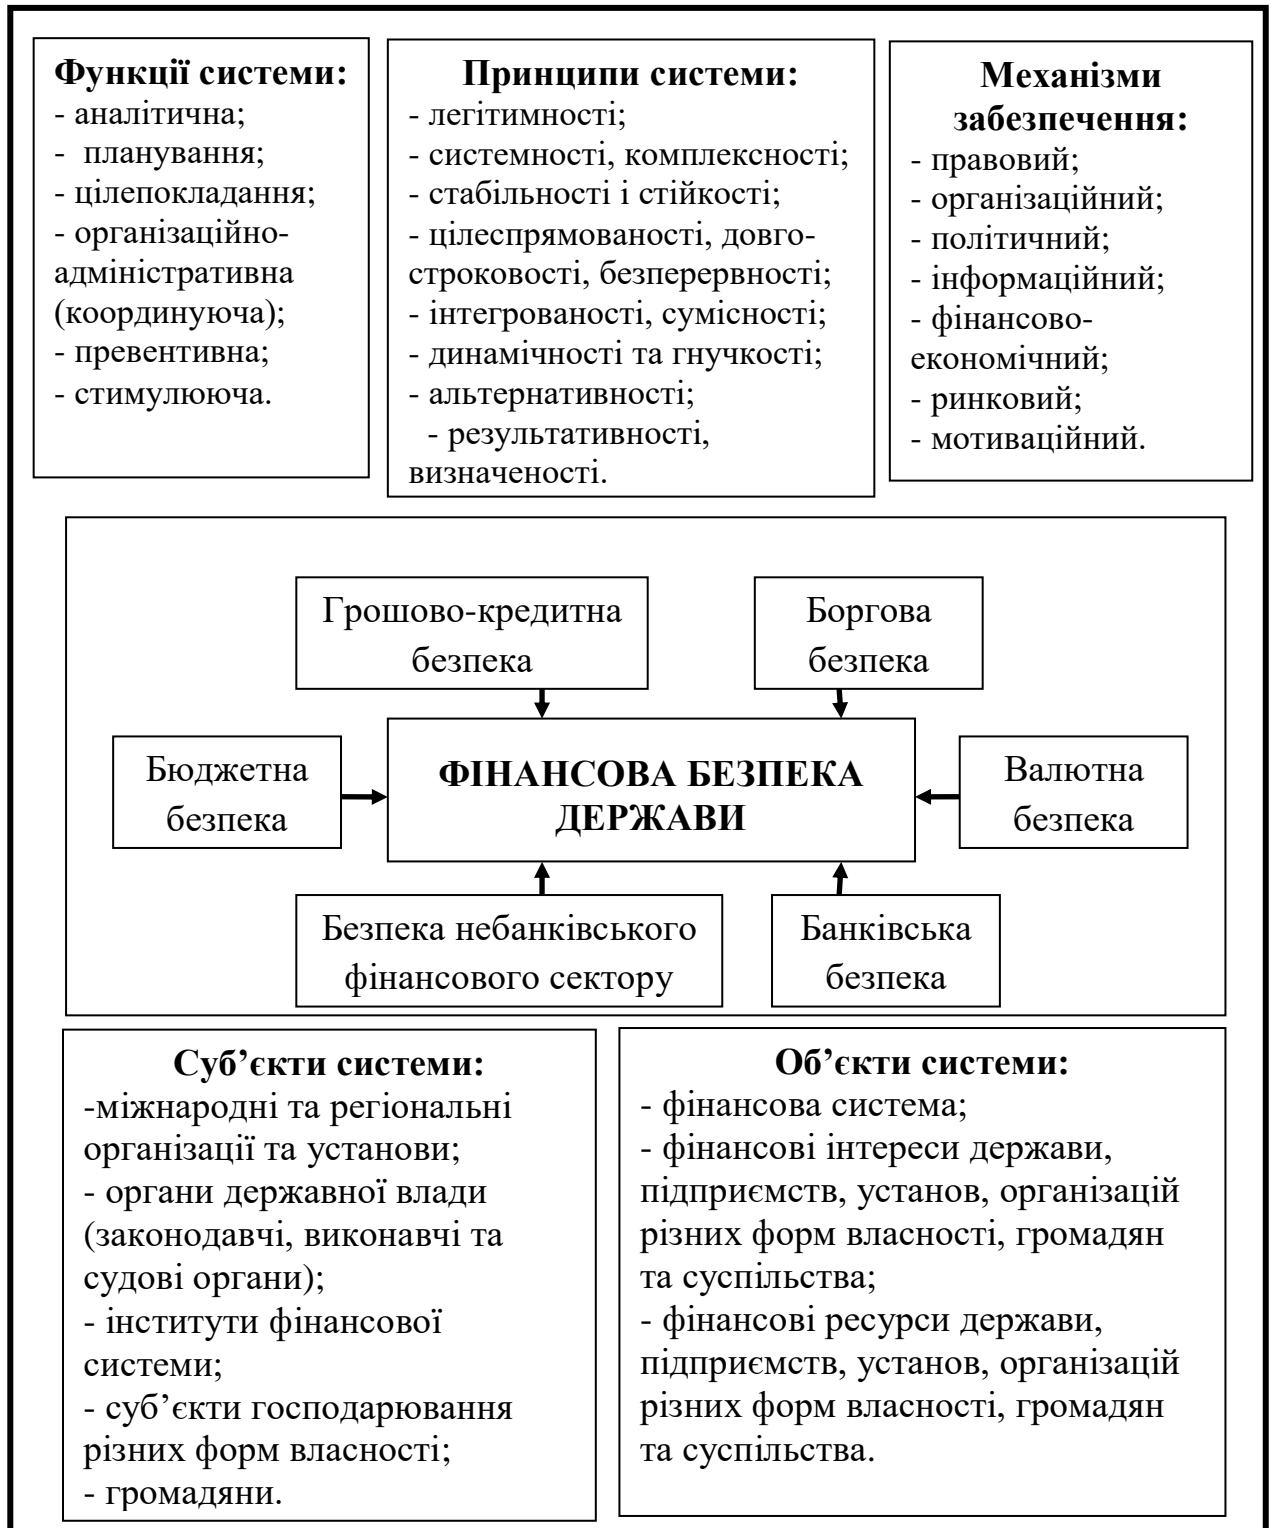 Функції системи:
- аналітична;
- планування;
- цілепокладання;
- організаційно-
адміністративна
(координуюча);
- превентивна;
- стимулююча.
Принципи системи:
- легітимності;
- системності, комплексності;
- стабільності і стійкості;
- цілеспрямованості, довго-
строковості, безперервності;
- інтегрованості, сумісності;
- динамічності та гнучкості;
- альтернативності;
- результативності,
визначеності.
Механізми
забезпечення:
- правовий;
- організаційний;
- політичний;
- інформаційний;
- фінансово-
економічний;
- ринковий;
- мотиваційний.
Грошово-кредитна
безпека
Боргова
безпека
Бюджетна
безпека
ФІНАНСОВА БЕЗПЕКА
ДЕРЖАВИ
Валютна
безпека
Безпека небанківського
фінансового сектору
Банківська
безпека
Суб’єкти системи:
-міжнародні та регіональні
організації та установи;
- органи державної влади
(законодавчі, виконавчі та
судові органи);
- інститути фінансової
системи;
- суб’єкти господарювання
різних форм власності;
- громадяни.
Об’єкти системи:
- фінансова система;
- фінансові інтереси держави,
підприємств, установ, організацій
різних форм власності, громадян
та суспільства;
- фінансові ресурси держави,
підприємств, установ, організацій
різних форм власності, громадян
та суспільства.